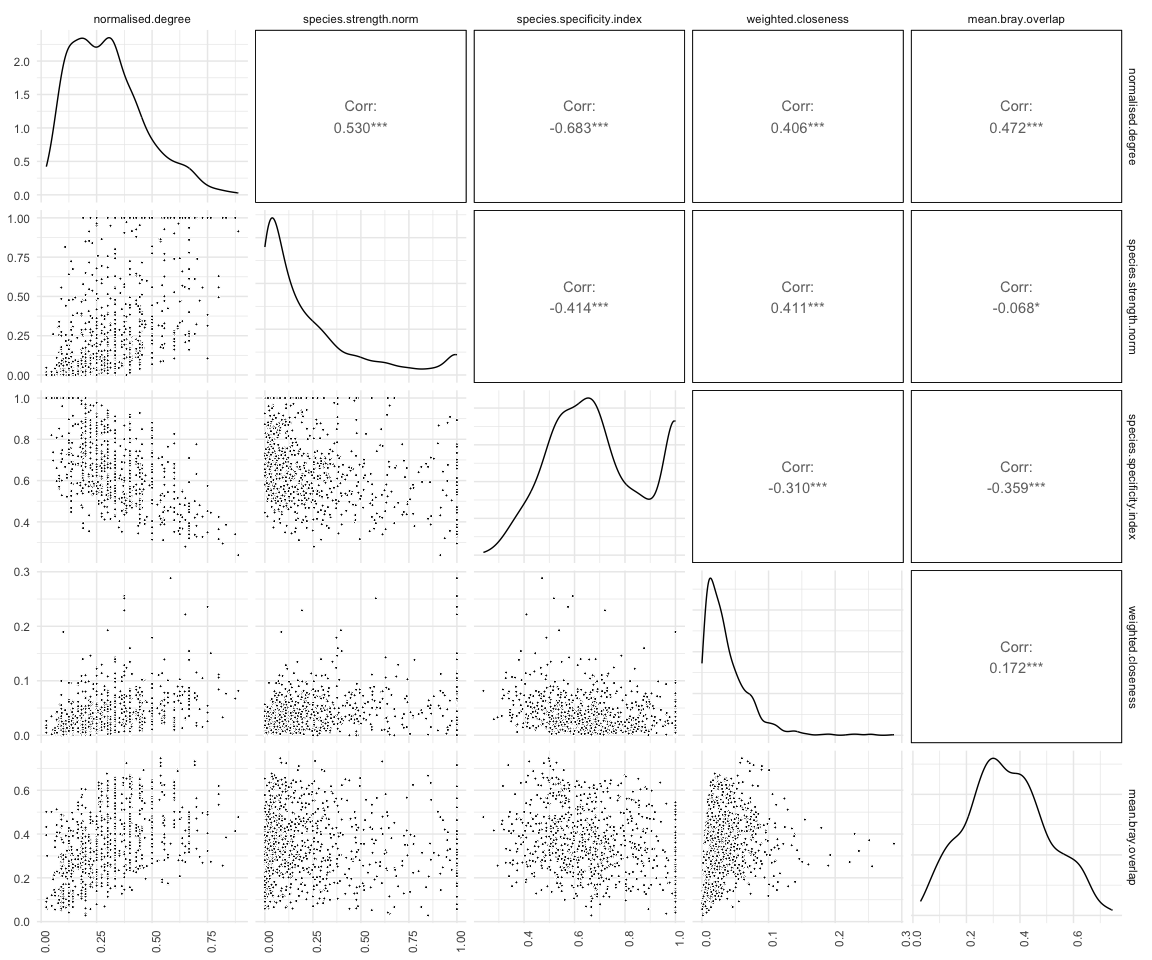 normalised.degree species.strength.norm species.specificity.index weighted.closeness mean.bray.overlap
2.0
1.5
1.0
0.5
0.0
Corr:
0.530***
Corr:
-0.683***
Corr:
0.406***
Corr:
0.472***
normalised.degree
1.00
0.75
0.50
0.25
0.00
Corr:
-0.414***
Corr:
0.411***
Corr:
-0.068*
species.strength.norm
1.0
0.8
0.6
0.4
Corr:
-0.310***
Corr:
-0.359***
species.specificity.index
0.3
0.2
0.1
0.0
Corr:
0.172***
weighted.closeness
0.6
0.4
0.2
0.0
mean.bray.overlap
0.00 0.25 0.50 0.75 0.00 0.25 0.50 0.75 1.00 0.4 0.6 0.8 1.0 0.0 0.1 0.2 0.3 0.0 0.2 0.4 0.6